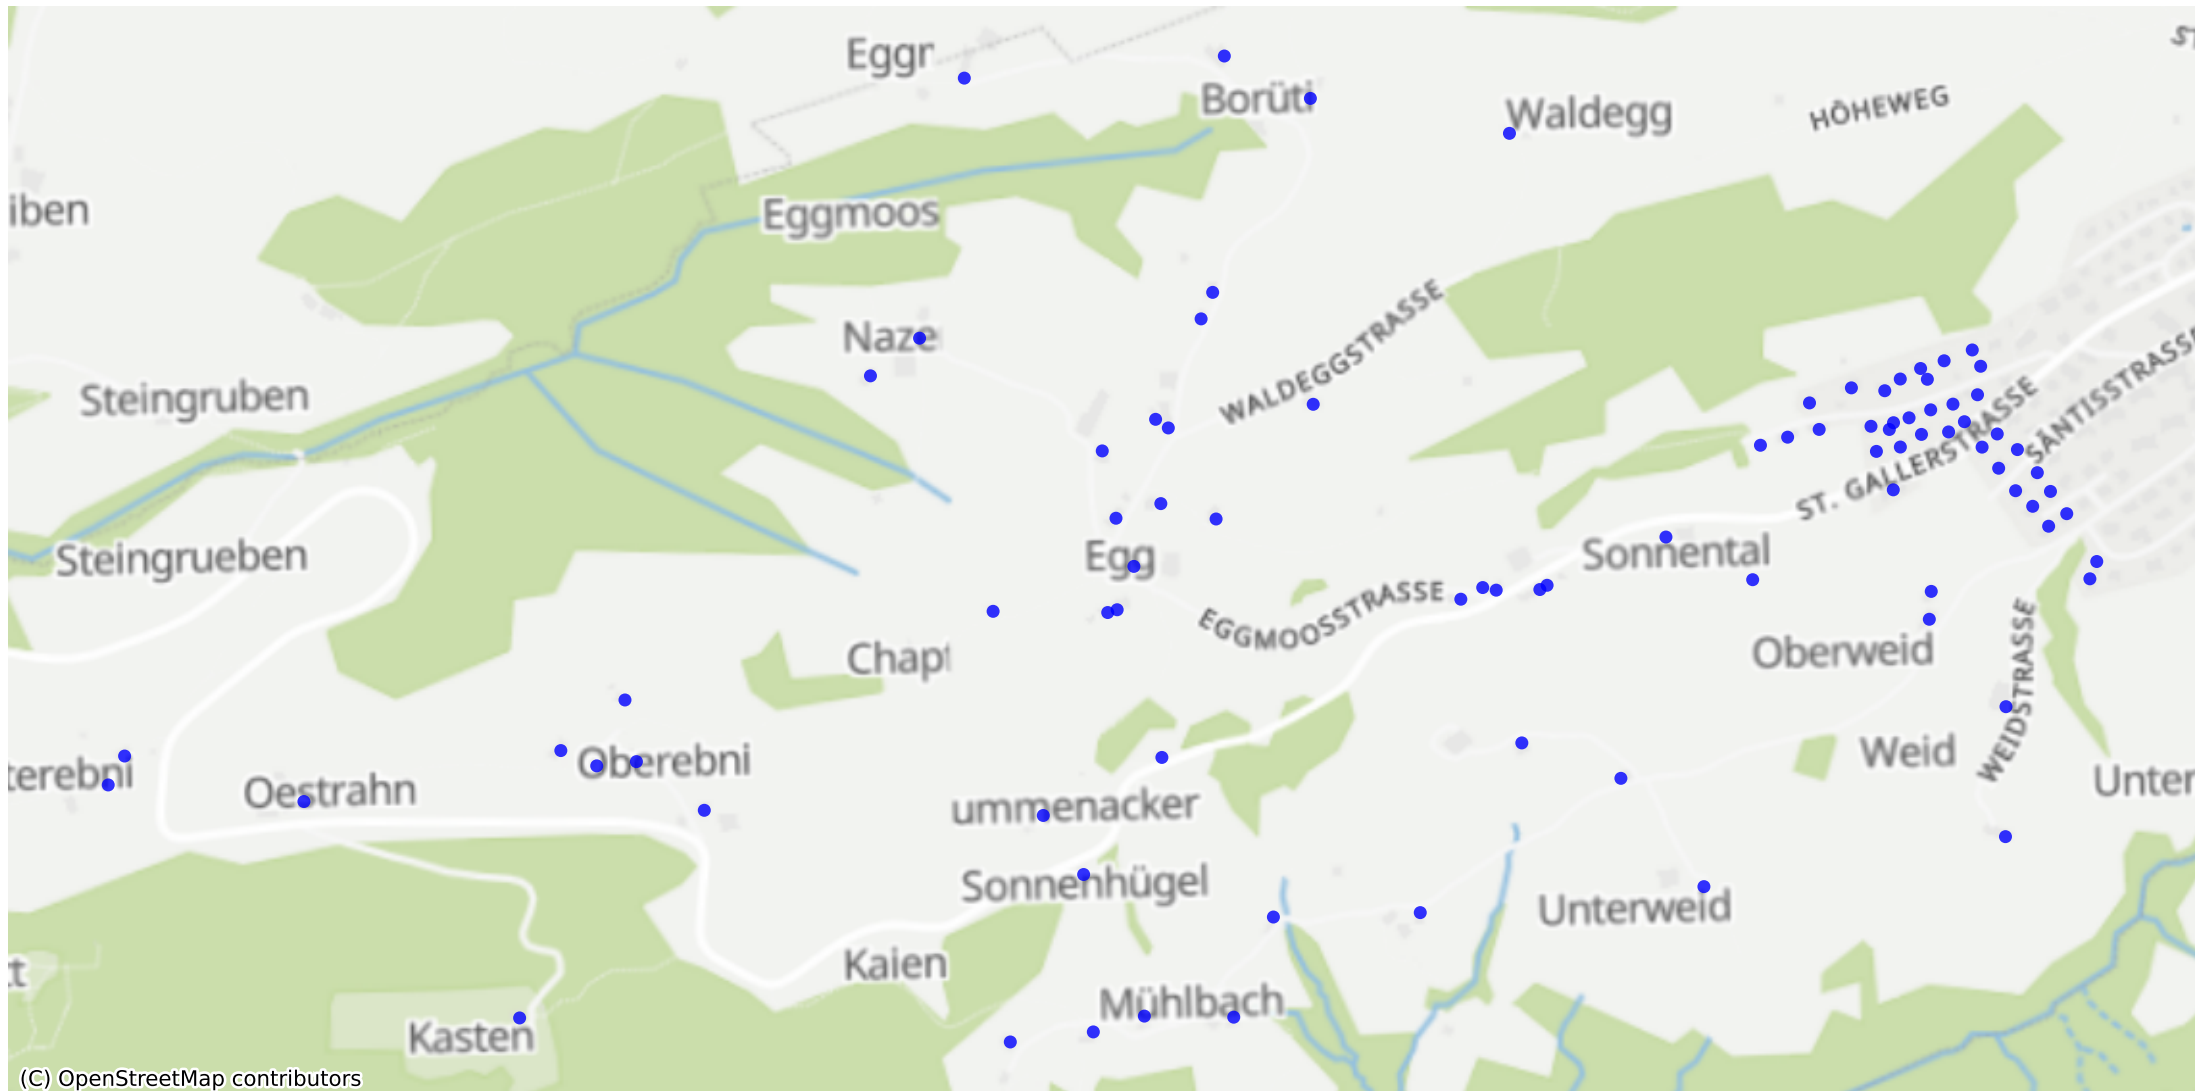 Eggr
Borüti
Waldegg
HÖHEWEG
iben
Eggmoos
Naze
WALDEGGSTRASSE
Steingruben
ST. GALLERSTRASSE
SÄNTISSTRASSE
Steingrueben
Egg
Sonnental
EGGMOOSSTRASSE
Chapf
Oberweid
WEIDSTRASSE
terebni
Oestrahn
Oberebni
Weid
Unter
ummenacker
Sonnenhügel
Unterweid
Kaien
tt
Mühlbach
Kasten
(C) OpenStreetMap contributors